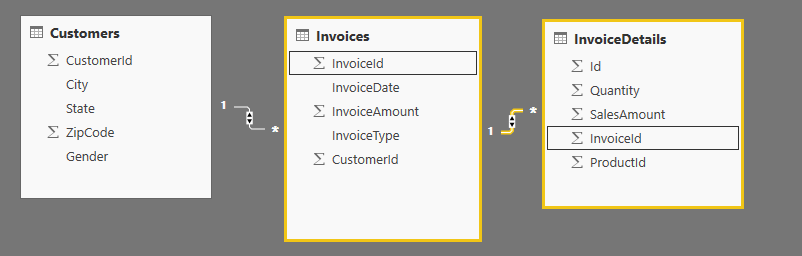 Customers
CustomerId
City
State
ZipCode
Gender
1
*
Invoices
InvoiceId
InvoiceDate
InvoiceAmount
InvoiceType
CustomerId
1
*
InvoiceDetails
Id
Quantity
SalesAmount
InvoiceId
ProductId